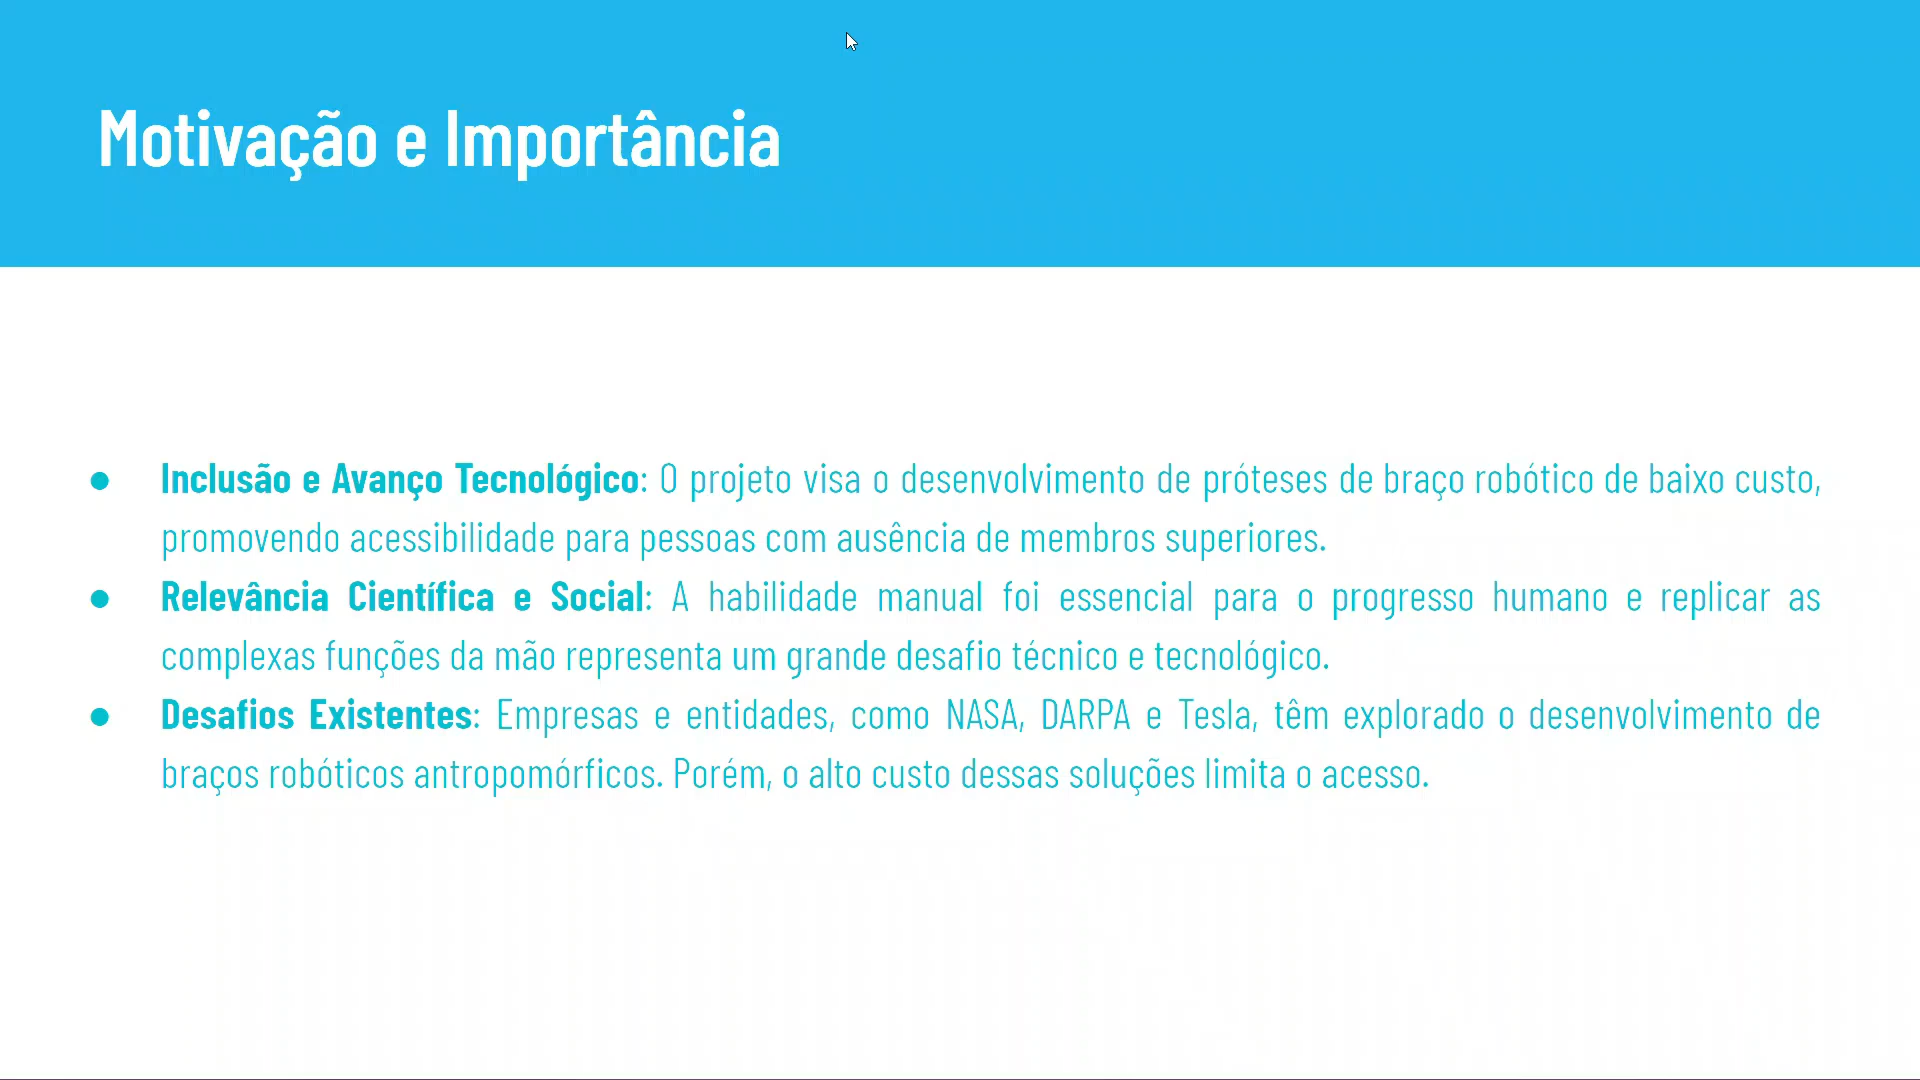 Motivação e Importância
● Inclusão e Avanço Tecnológico: O projeto visa o desenvolvimento de próteses de braço robótico de baixo custo,
promovendo acessibilidade para pessoas com ausência de membros superiores.
● Relevância Científica e Social: A habilidade manual foi essencial para o progresso humano e replicar as
complexas funções da mão representa um grande desafio técnico e tecnológico.
● Desafios Existentes: Empresas e entidades, como NASA, DARPA e Tesla, têm explorado o desenvolvimento de
braços robóticos antropomórficos. Porém, o alto custo dessas soluções limita o acesso.